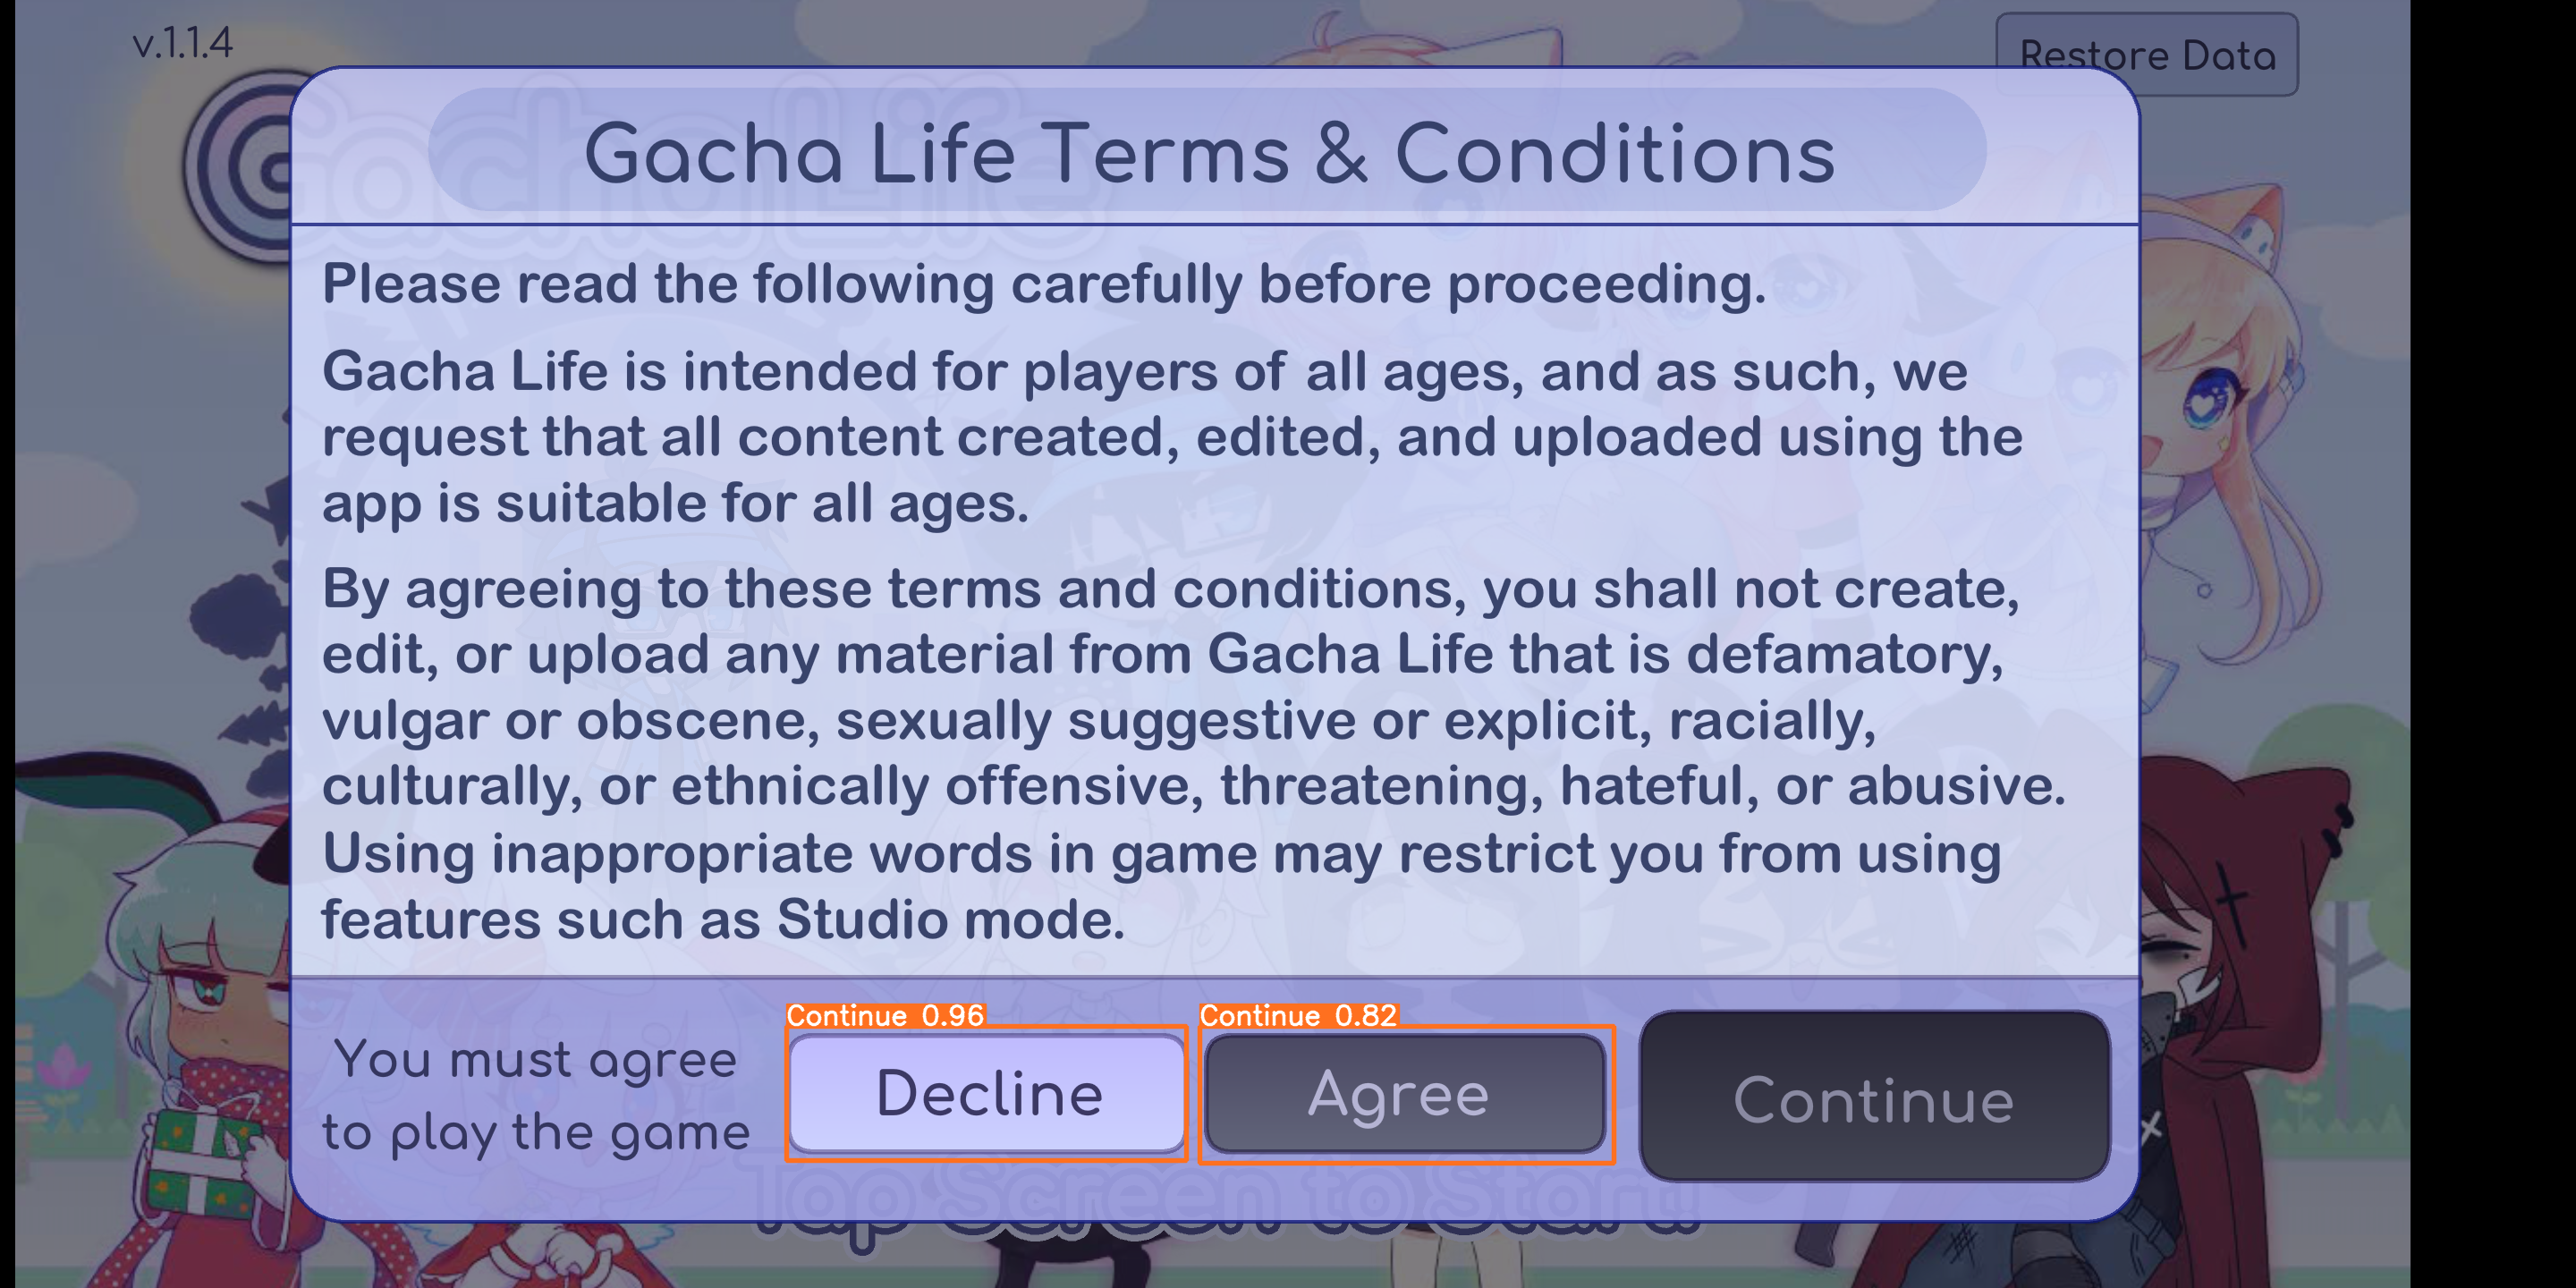 v.1.1.4
Restore Data
Gacha Life
Gacha Life Terms & Conditions
Please read the following carefully before proceeding.
Gacha Life is intended for players of all ages, and as such, we
request that all content created, edited, and uploaded using the
app is suitable for all ages.
By agreeing to these terms and conditions, you shall not create,
edit, or upload any material from Gacha Life that is defamatory,
vulgar or obscene, sexually suggestive or explicit, racially,
culturally, or ethnically offensive, threatening, hateful, or abusive.
Using inappropriate words in game may restrict you from using
features such as Studio mode.
You must agree
to play the game
Continue 0.96
Decline
Continue 0.82
Agree
Continue
Tap Screen to Start!